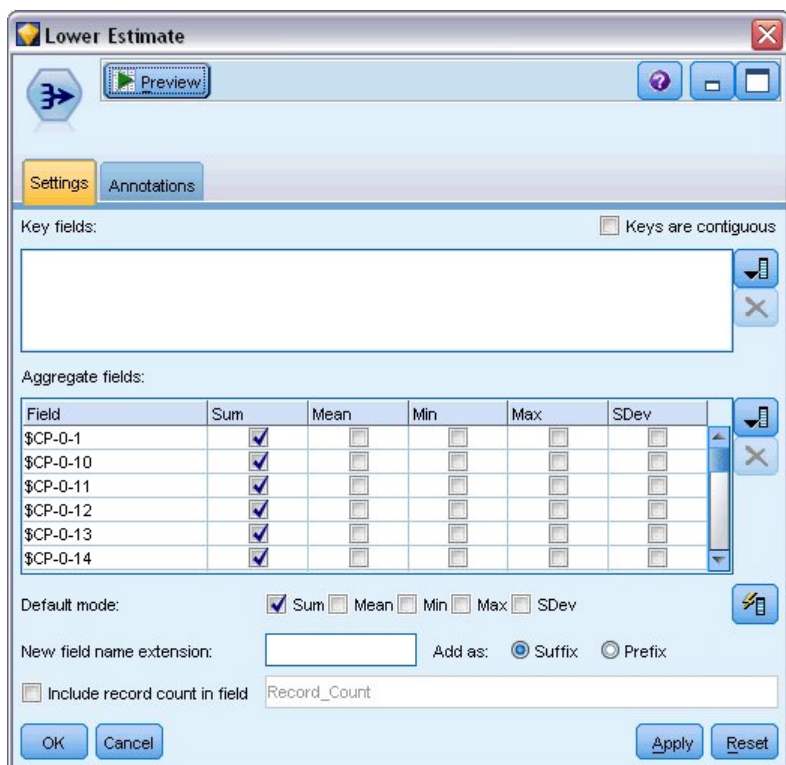 Lower Estimate
Preview
Settings Annotations
Key fields: Keys are contiguous
Aggregate fields:
Field Sum Mean Min Max SDev
$CP-0-1
$CP-0-10
$CP-0-11
$CP-0-12
$CP-0-13
$CP-0-14
Default mode: Sum Mean Min Max SDev
New field name extension: Add as: Suffix Prefix
Include record count in field Record_Count
OK Cancel Apply Reset